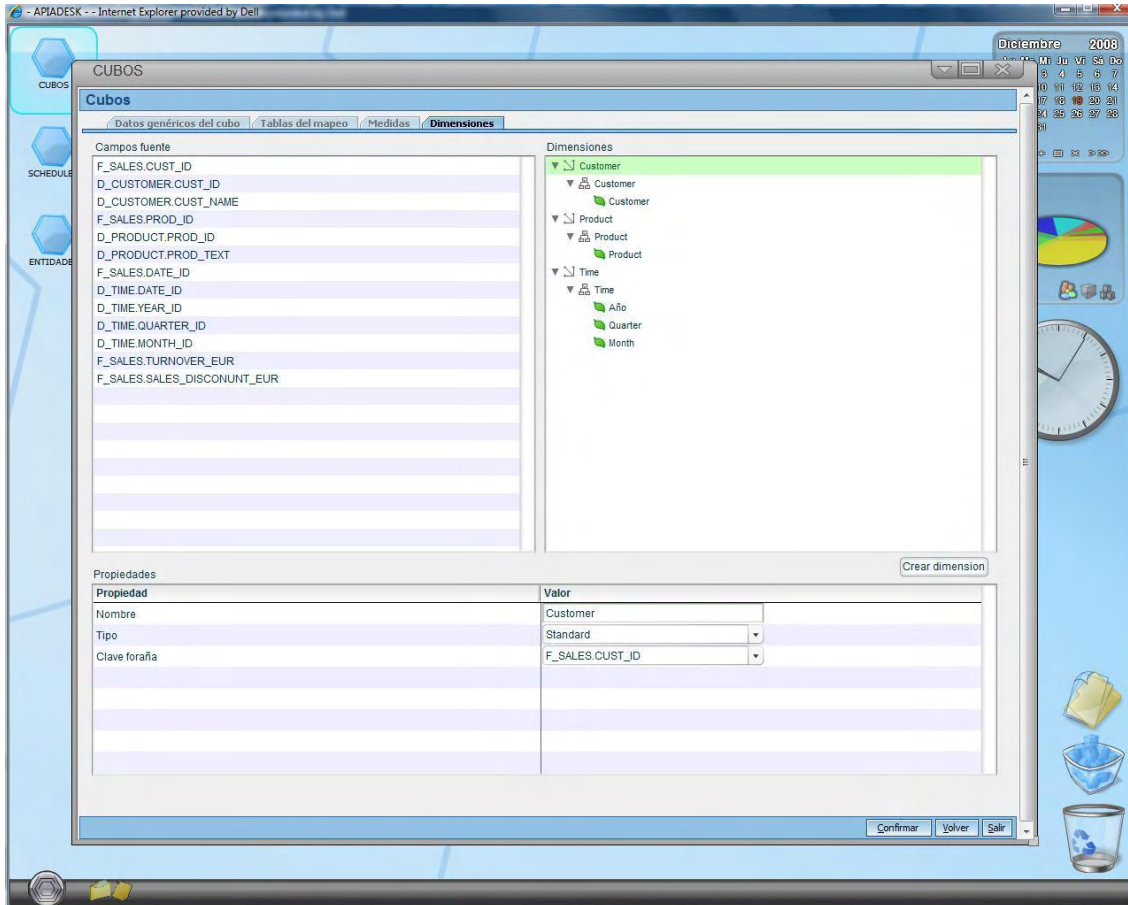 - APIADESK - - Internet Explorer provided by Dell
CUBOS
SCHEDULE
ENTIDADE
Diciembre 2008
Mi Ju Vi Sá Do
3 4 5 6 7
10 11 12 13 14
17 18 19 20 21
24 25 26 27 28
31
CUBOS
Cubos
Datos genéricos del cubo Tablas del mapeo Medidas Dimensiones
Campos fuente
F_SALES.CUST_ID
D_CUSTOMER.CUST_ID
D_CUSTOMER.CUST_NAME
F_SALES.PROD_ID
D_PRODUCT.PROD_ID
D_PRODUCT.PROD_TEXT
F_SALES.DATE_ID
D_TIME.DATE_ID
D_TIME.YEAR_ID
D_TIME.QUARTER_ID
D_TIME.MONTH_ID
F_SALES.TURNOVER_EUR
F_SALES.SALES_DISCONUNT_EUR
Dimensiones
Customer
Customer
Customer
Product
Product
Product
Time
Time
Año
Quarter
Month
Crear dimension
Propiedades
Propiedad Valor
Nombre Customer
Tipo Standard
Clave foraña F_SALES.CUST_ID
Confirmar Volver Salir